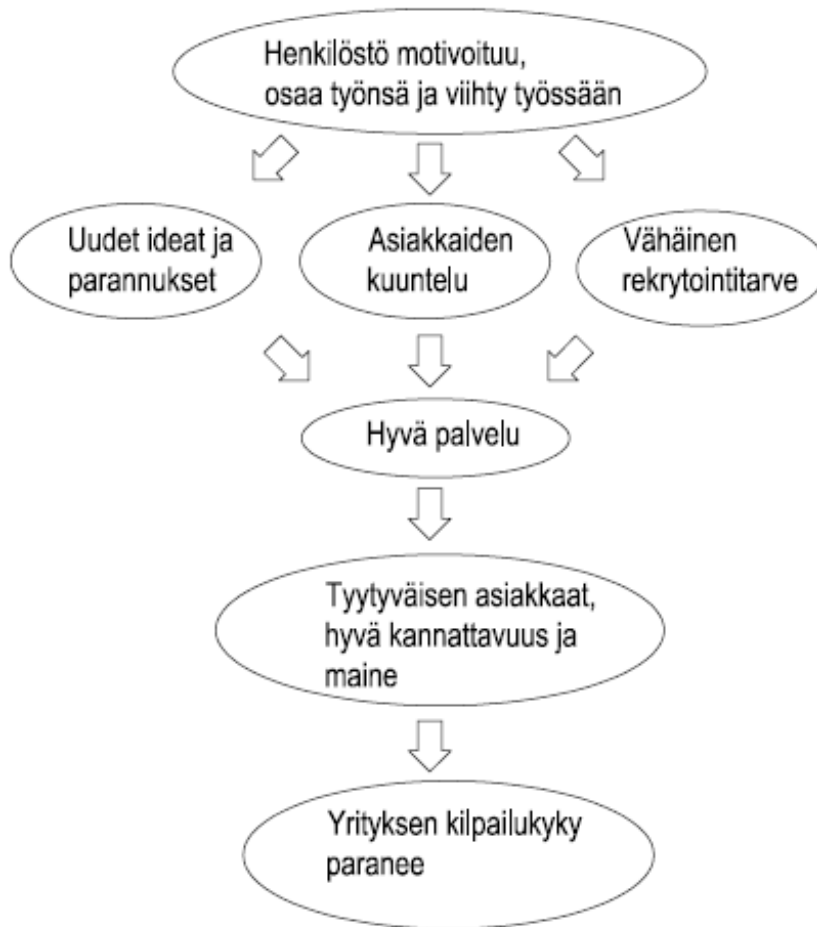 Henkilöstö motivoituu,
osaa työnsä ja viihty työssään
Uudet ideat ja
parannukset
Asiakkaiden
kuuntelu
Vähäinen
rekrytointitarve
Hyvä palvelu
Tyytyväisen asiakkaat,
hyvä kannattavuus ja
maine
Yrityksen kilpailukyky
paranee